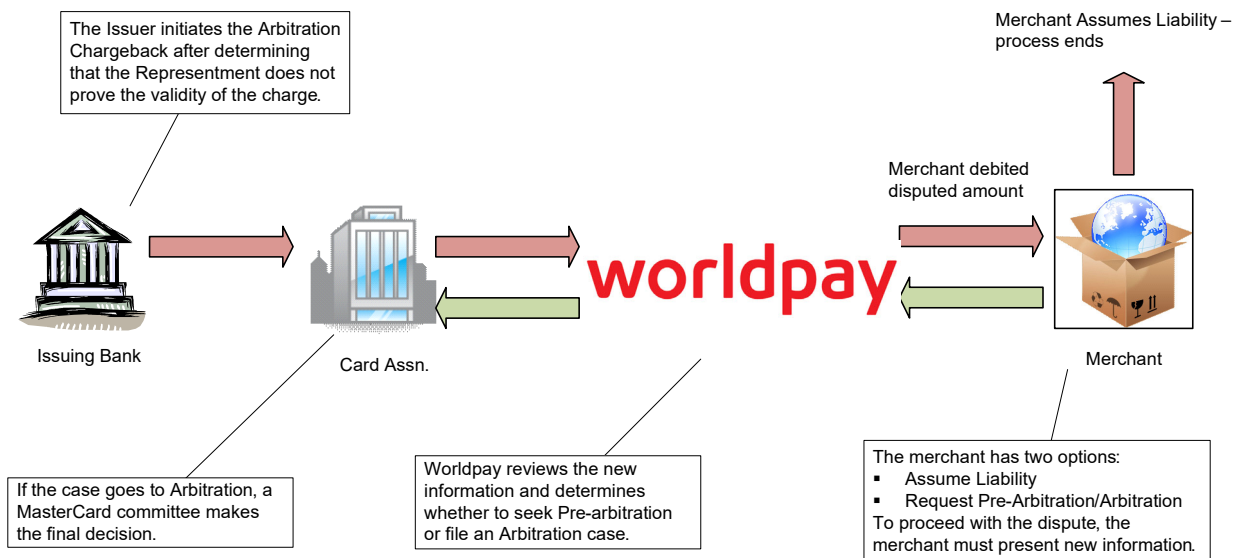 The Issuer initiates the Arbitration
Chargeback after determining
that the Representment does not
prove the validity of the charge.
Merchant Assumes Liability –
process ends
Merchant debited
disputed amount
worldpay
Issuing Bank
Card Assn.
Merchant
If the case goes to Arbitration, a
MasterCard committee makes
the final decision.
Worldpay reviews the new
information and determines
whether to seek Pre-arbitration
or file an Arbitration case.
The merchant has two options:
▪ Assume Liability
▪ Request Pre-Arbitration/Arbitration
To proceed with the dispute, the
merchant must present new information.